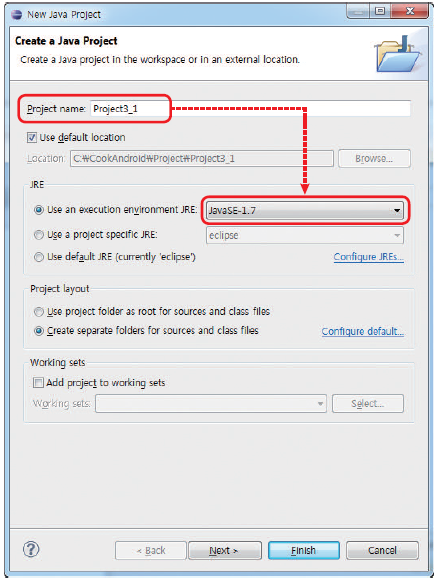 New Java Project
Create a Java Project
Create a Java project in the workspace or in an external location.
Project name: Project3_1
Use default location
Location: C:₩CookAndroid₩Project₩Project3_1 Browse...
JRE
Use an execution environment JRE: JavaSE-1.7
Use a project specific JRE: eclipse
Use default JRE (currently 'eclipse') Configure JREs...
Project layout
Use project folder as root for sources and class files
Create separate folders for sources and class files Configure default...
Working sets
Add project to working sets
Working sets: Select...
? < Back Next > Finish Cancel